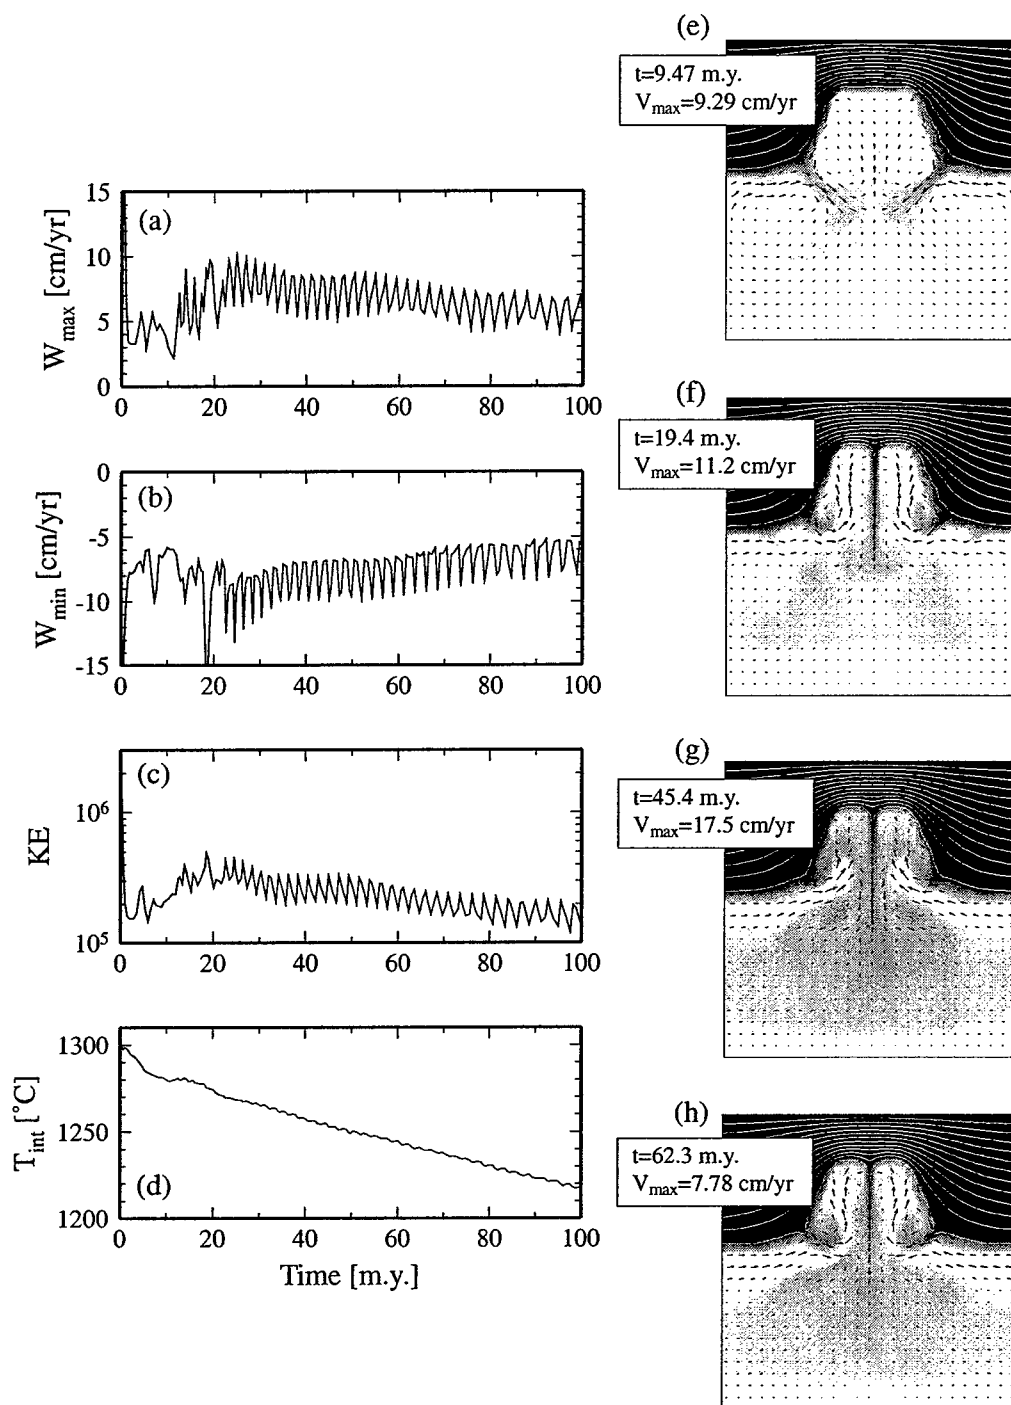 (a)
15
10
5
0
W_max [cm/yr]
0 20 40 60 80 100
(b)
0
-5
-10
-15
W_min [cm/yr]
0 20 40 60 80 100
(c)
10^6
10^5
KE
0 20 40 60 80 100
1300
1250
1200
T_int [°C]
(d)
0 20 40 60 80 100
Time [m.y.]
(e)
t=9.47 m.y.
V_max=9.29 cm/yr
(f)
t=19.4 m.y.
V_max=11.2 cm/yr
(g)
t=45.4 m.y.
V_max=17.5 cm/yr
(h)
t=62.3 m.y.
V_max=7.78 cm/yr